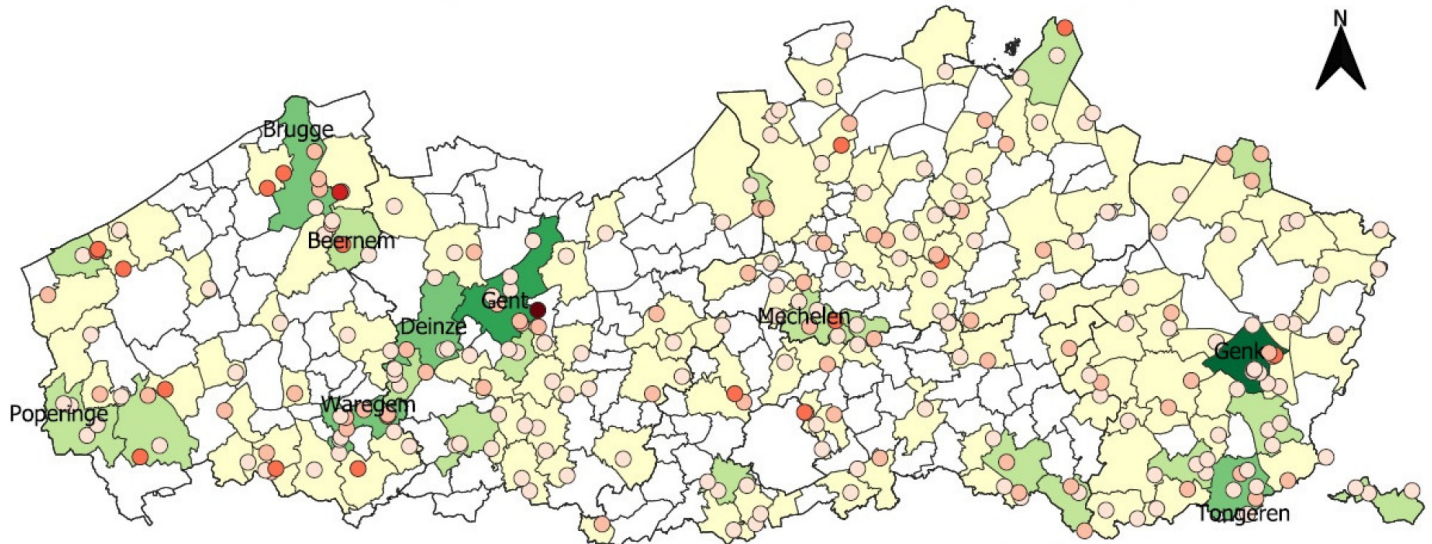 N
Brugge
Beernem
Gent
Deinze
Mechelen
Genk
Waregem
Poperinge
Tongeren